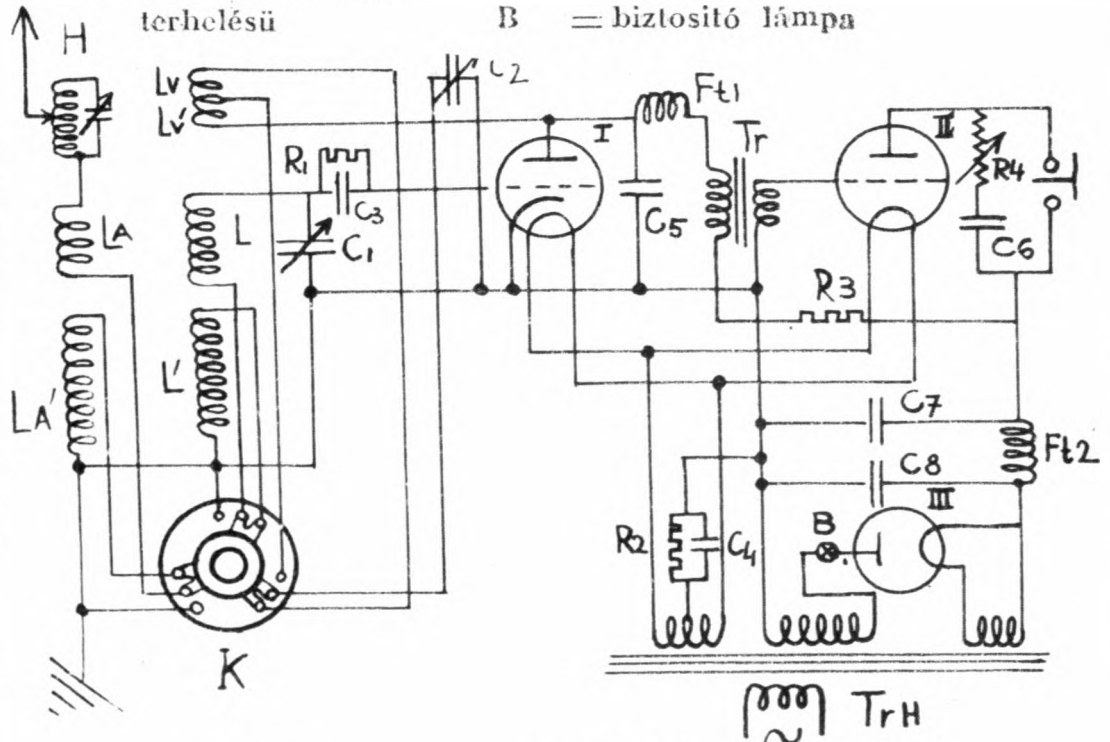 terhelésü
B = biztositó lámpa
H
Lv
Lv'
C2
Ft1
I
Tr
II
R1
C3
R4
LA
L
C1
C5
C6
R3
L'
LA'
C7
Ft2
C8
III
R2
C4
B
K
TrH
~